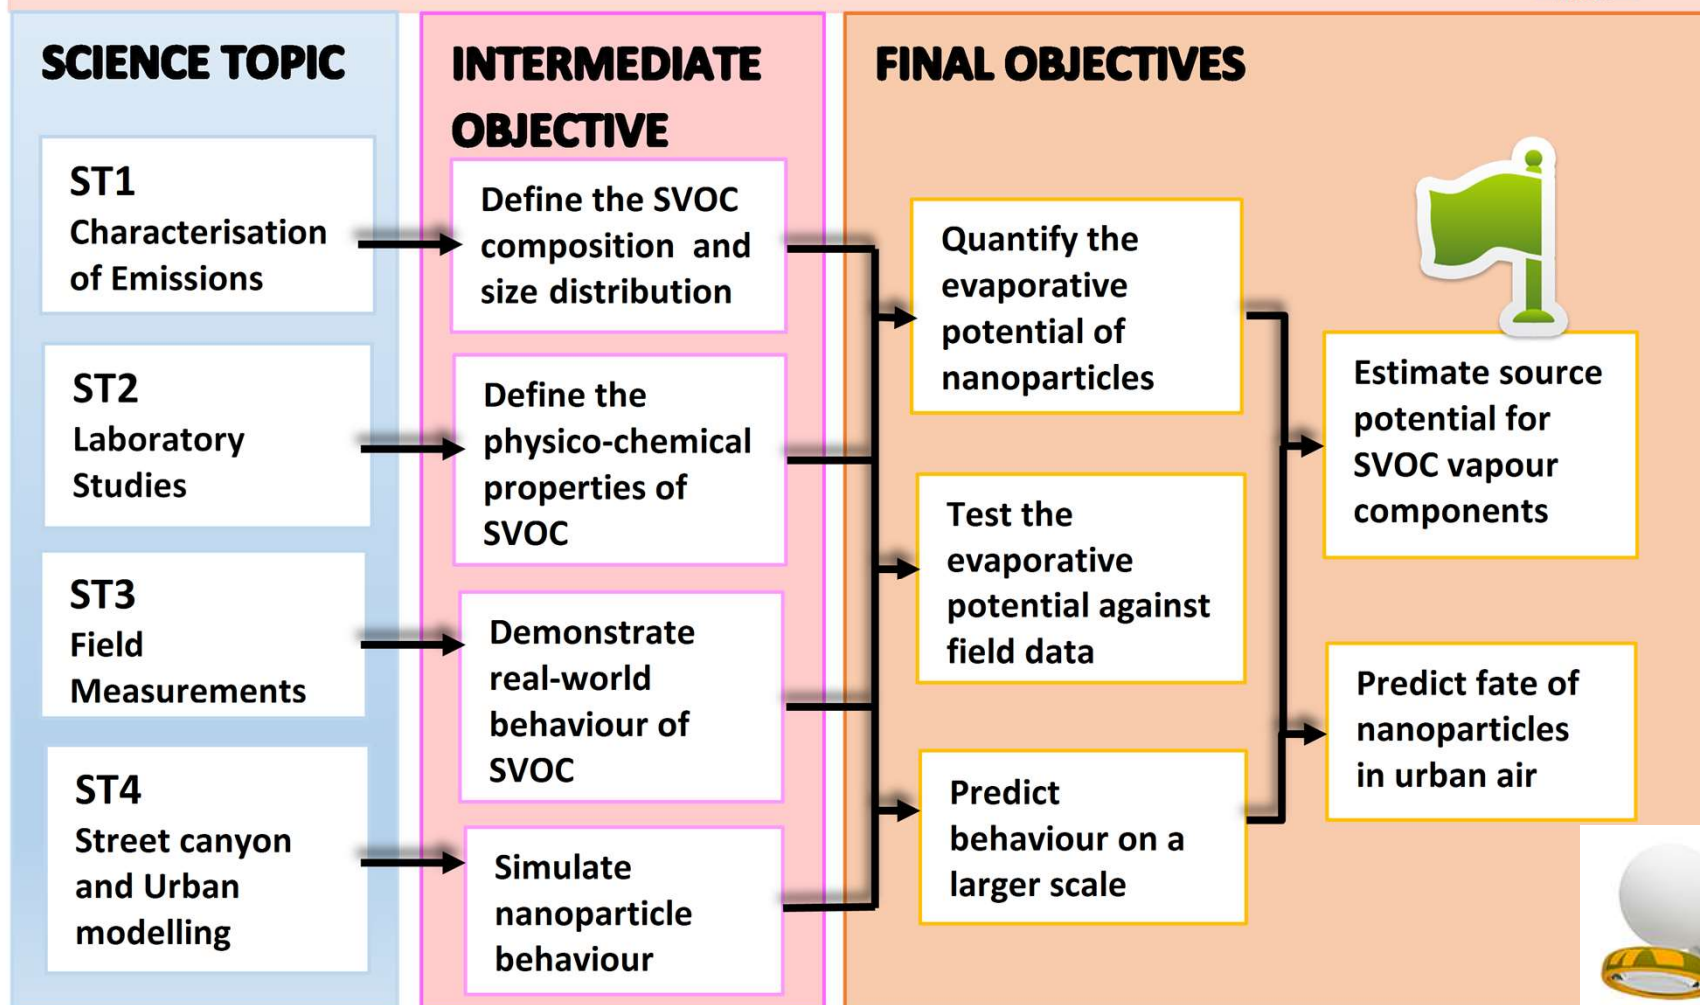 SCIENCE TOPIC
ST1
Characterisation
of Emissions
ST2
Laboratory
Studies
ST3
Field
Measurements
ST4
Street canyon
and Urban
modelling
INTERMEDIATE
OBJECTIVE
Define the SVOC
composition and
size distribution
Define the
physico-chemical
properties of
SVOC
Demonstrate
real-world
behaviour of
SVOC
Simulate
nanoparticle
behaviour
FINAL OBJECTIVES
Quantify the
evaporative
potential of
nanoparticles
Test the
evaporative
potential against
field data
Predict
behaviour on a
larger scale
Estimate source
potential for
SVOC vapour
components
Predict fate of
nanoparticles
in urban air